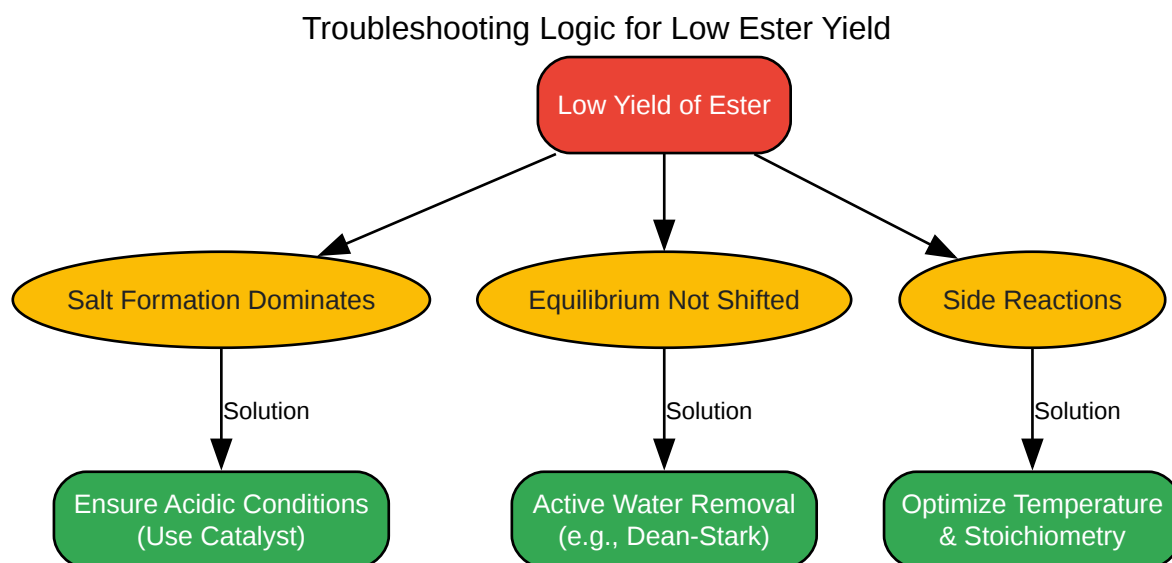 Troubleshooting Logic for Low Ester Yield
Low Yield of Ester
Salt Formation Dominates
Equilibrium Not Shifted
Side Reactions
Solution
Solution
Solution
Ensure Acidic Conditions
(Use Catalyst)
Active Water Removal
(e.g., Dean-Stark)
Optimize Temperature
& Stoichiometry